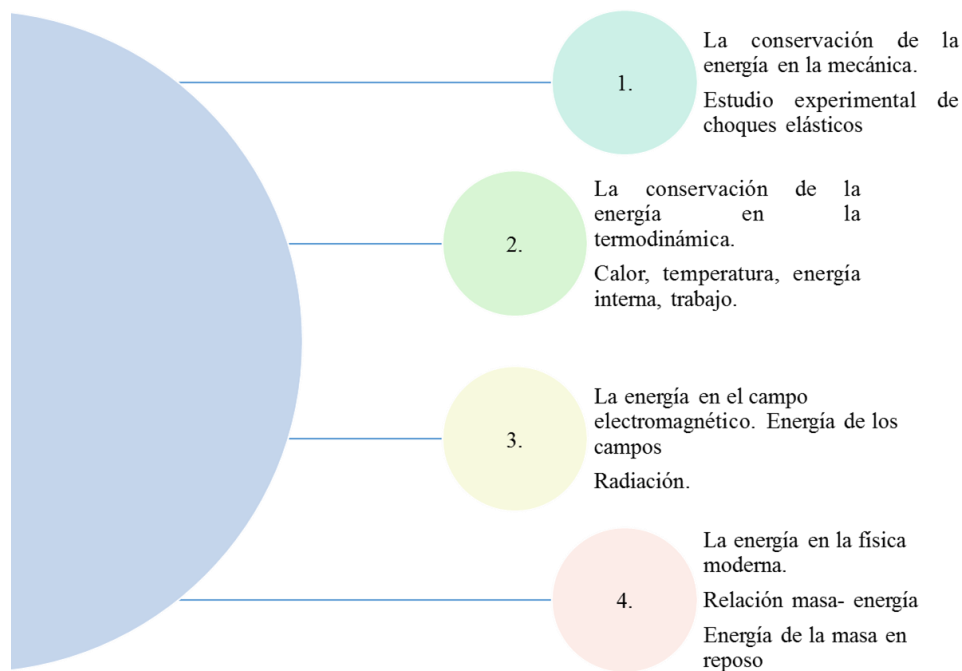 1.
La conservación de la
energía en la mecánica.
Estudio experimental de
choques elásticos
2.
La conservación de la
energía en la
termodinámica.
Calor, temperatura, energía
interna, trabajo.
3.
La energía en el campo
electromagnético. Energía de los
campos
Radiación.
4.
La energía en la física
moderna.
Relación masa- energía
Energía de la masa en
reposo